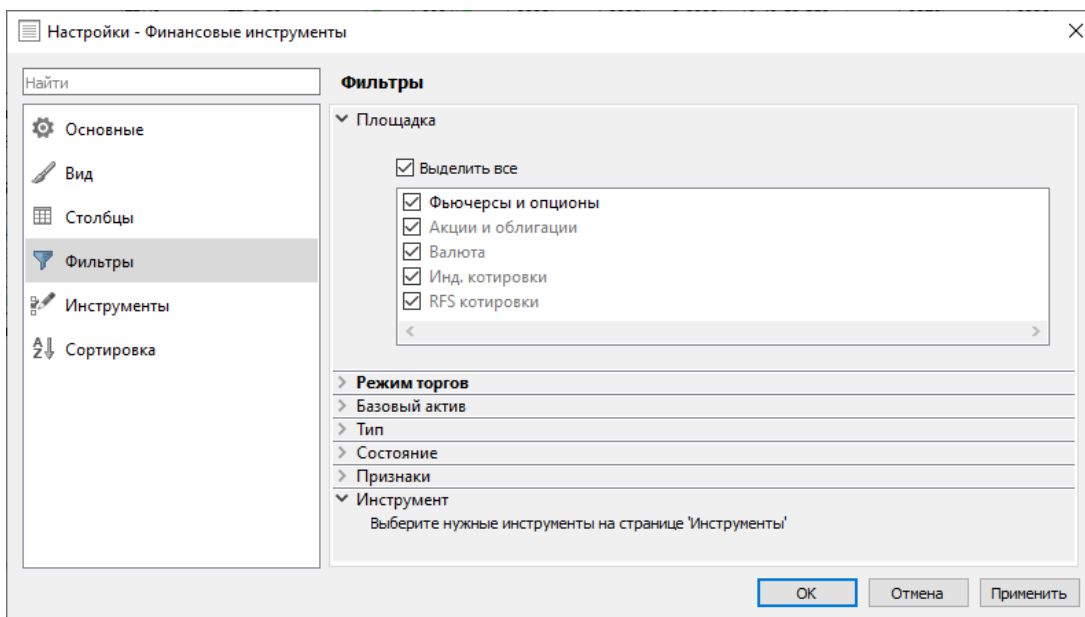 Настройки - Финансовые инструменты
Найти
Основные
Вид
Столбцы
Фильтры
Инструменты
Сортировка
Фильтры
Площадка
Выделить все
Фьючерсы и опционы
Акции и облигации
Валюта
Инд. котировки
RFS котировки
Режим торгов
Базовый актив
Тип
Состояние
Признаки
Инструмент
Выберите нужные инструменты на странице 'Инструменты'
OK
Отмена
Применить